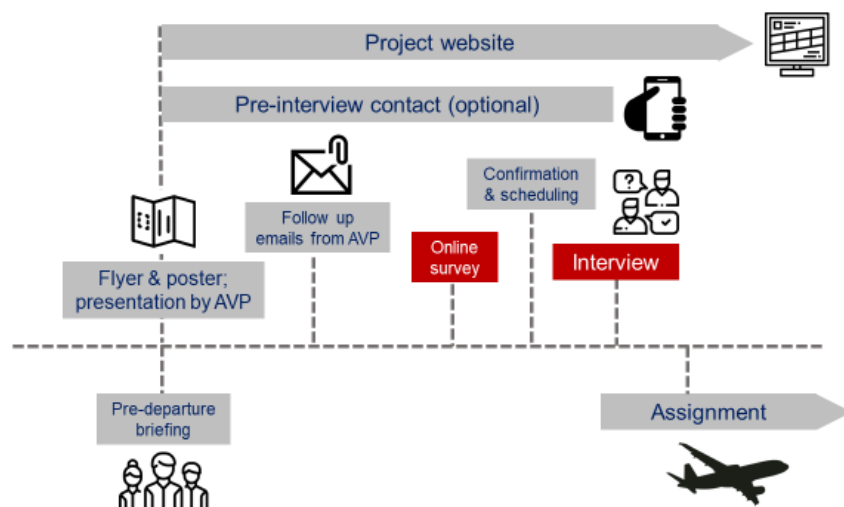 Project website
Pre-interview contact (optional)
Confirmation
& scheduling
Follow up
emails from AVP
Online
survey
Interview
Flyer & poster;
presentation by AVP
Pre-departure
briefing
Assignment